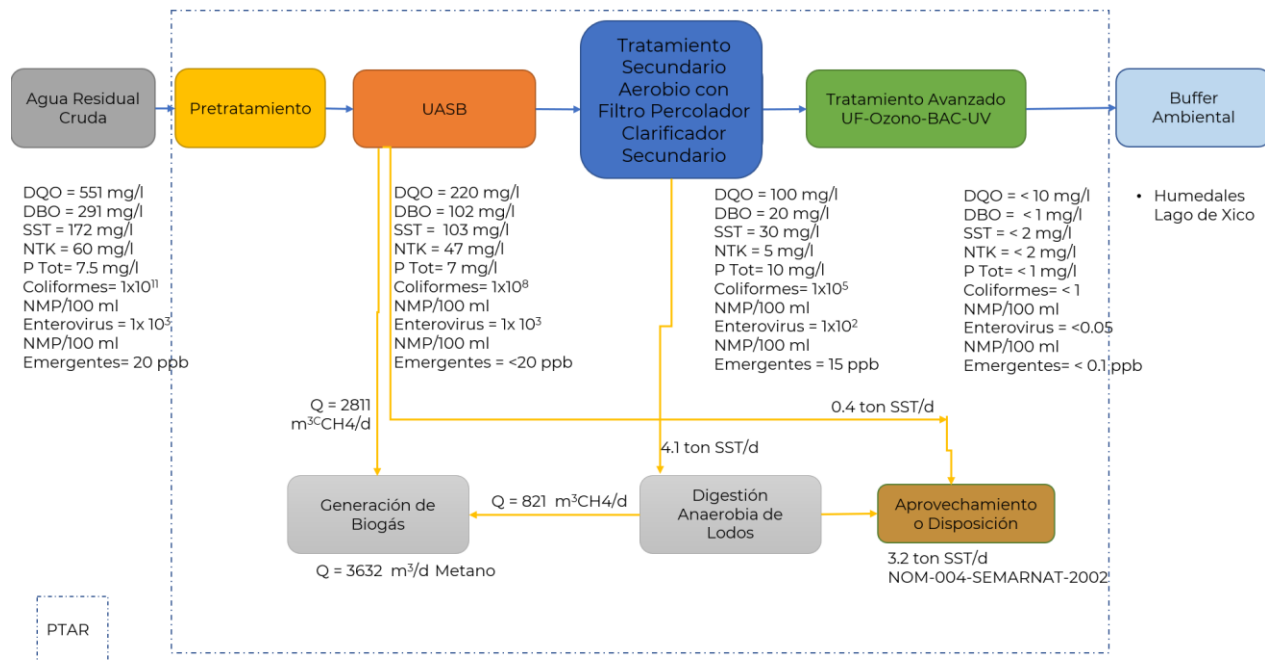 Agua Residual
Cruda
Pretratamiento
UASB
Tratamiento
Secundario
Aerobio con
Filtro Percolador
Clarificador
Secundario
Tratamiento Avanzado
UF-Ozono-BAC-UV
Buffer
Ambiental
DQO = 551 mg/l
DBO = 291 mg/l
SST = 172 mg/l
NTK = 60 mg/l
P Tot= 7.5 mg/l
Coliformes= 1x10¹¹
NMP/100 ml
Enterovirus = 1x 10³
NMP/100 ml
Emergentes= 20 ppb
DQO = 220 mg/l
DBO = 102 mg/l
SST = 103 mg/l
NTK = 47 mg/l
P Tot= 7 mg/l
Coliformes= 1x10⁸
NMP/100 ml
Enterovirus = 1x 10³
NMP/100 ml
Emergentes = <20 ppb
DQO = 100 mg/l
DBO = 20 mg/l
SST = 30 mg/l
NTK = 5 mg/l
P Tot= 10 mg/l
Coliformes= 1x10⁵
NMP/100 ml
Enterovirus = 1x10²
NMP/100 ml
Emergentes = 15 ppb
DQO = < 10 mg/l
DBO = < 1 mg/l
SST = < 2 mg/l
NTK = < 2 mg/l
P Tot= < 1 mg/l
Coliformes= < 1
NMP/100 ml
Enterovirus = <0.05
NMP/100 ml
Emergentes= < 0.1 ppb
• Humedales
Lago de Xico
Q = 2811
m³ᶜCH4/d
0.4 ton SST/d
4.1 ton SST/d
Generación de
Biogás
Q = 821 m³CH4/d
Digestión
Anaerobia de
Lodos
Aprovechamiento
o Disposición
Q = 3632 m³/d Metano
3.2 ton SST/d
NOM-004-SEMARNAT-2002
PTAR